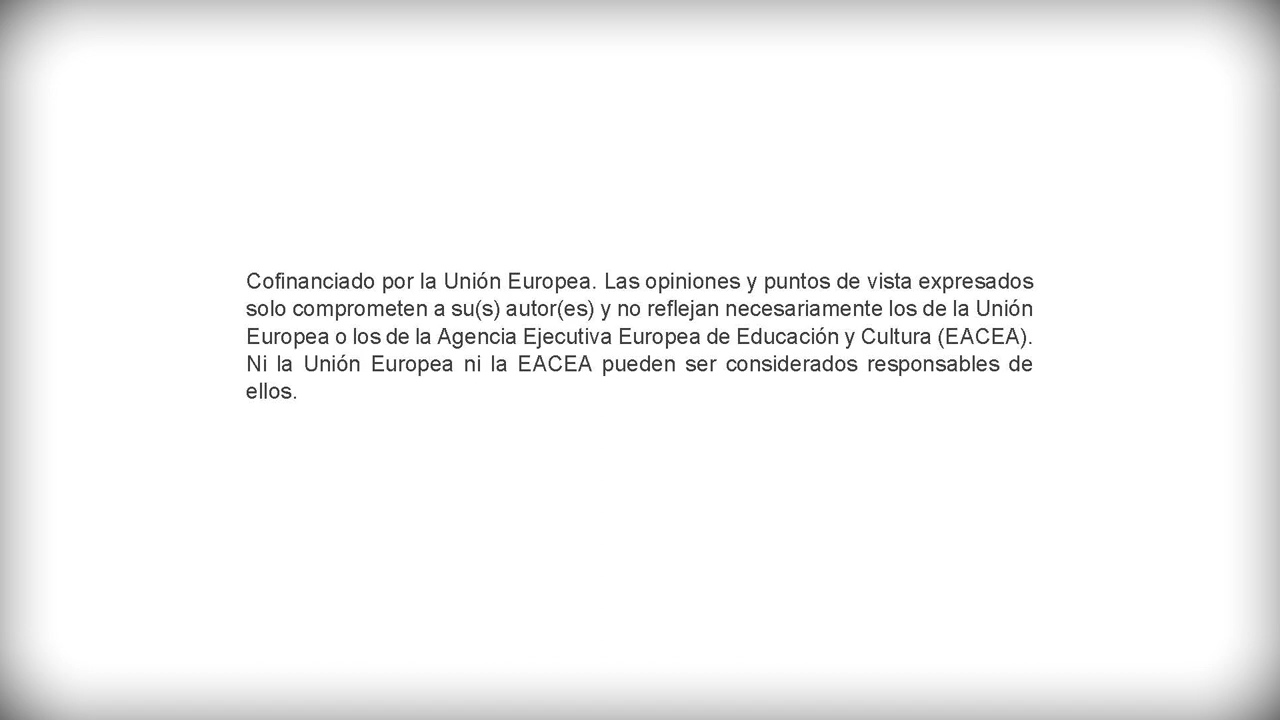 Cofinanciado por la Unión Europea. Las opiniones y puntos de vista expresados
solo comprometen a su(s) autor(es) y no reflejan necesariamente los de la Unión
Europea o los de la Agencia Ejecutiva Europea de Educación y Cultura (EACEA).
Ni la Unión Europea ni la EACEA pueden ser considerados responsables de
ellos.